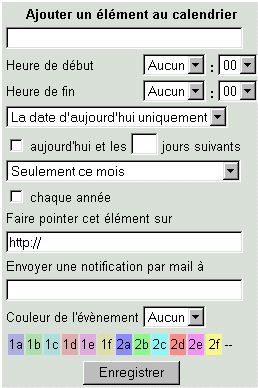 Ajouter un élément au calendrier
Heure de début Aucun : 00
Heure de fin Aucun : 00
La date d'aujourd'hui uniquement
aujourd'hui et les jours suivants
Seulement ce mois
chaque année
Faire pointer cet élément sur
http://
Envoyer une notification par mail à
Couleur de l'évènement Aucun
1a 1b 1c 1d 1e 1f 2a 2b 2c 2d 2e 2f --
Enregistrer